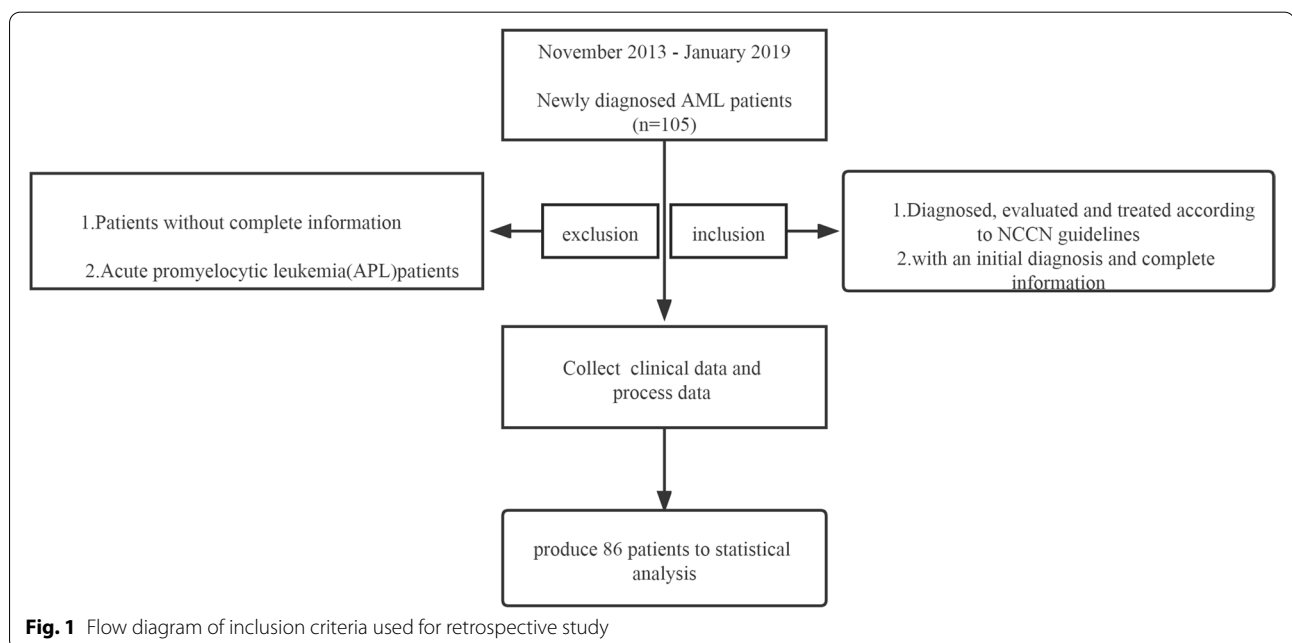 November 2013 - January 2019
Newly diagnosed AML patients
(n=105)
1.Patients without complete information
2.Acute promyelocytic leukemia(APL)patients
exclusion
inclusion
1.Diagnosed, evaluated and treated according
to NCCN guidelines
2.with an initial diagnosis and complete
information
Collect clinical data and
process data
produce 86 patients to statistical
analysis
Fig. 1 Flow diagram of inclusion criteria used for retrospective study